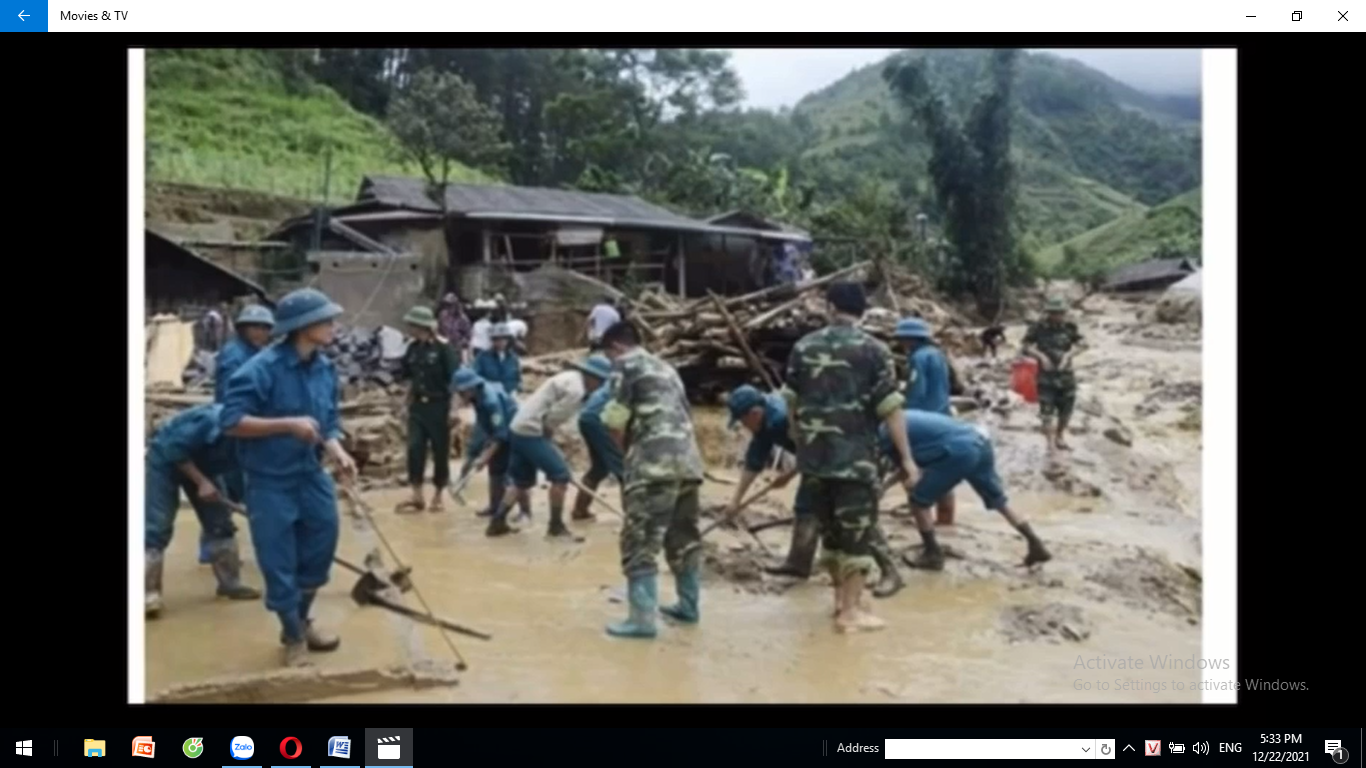 Movies & TV
Activate Windows
Go to Settings to activate Windows.
Zalo
Address
ENG
5:33 PM
12/22/2021
1